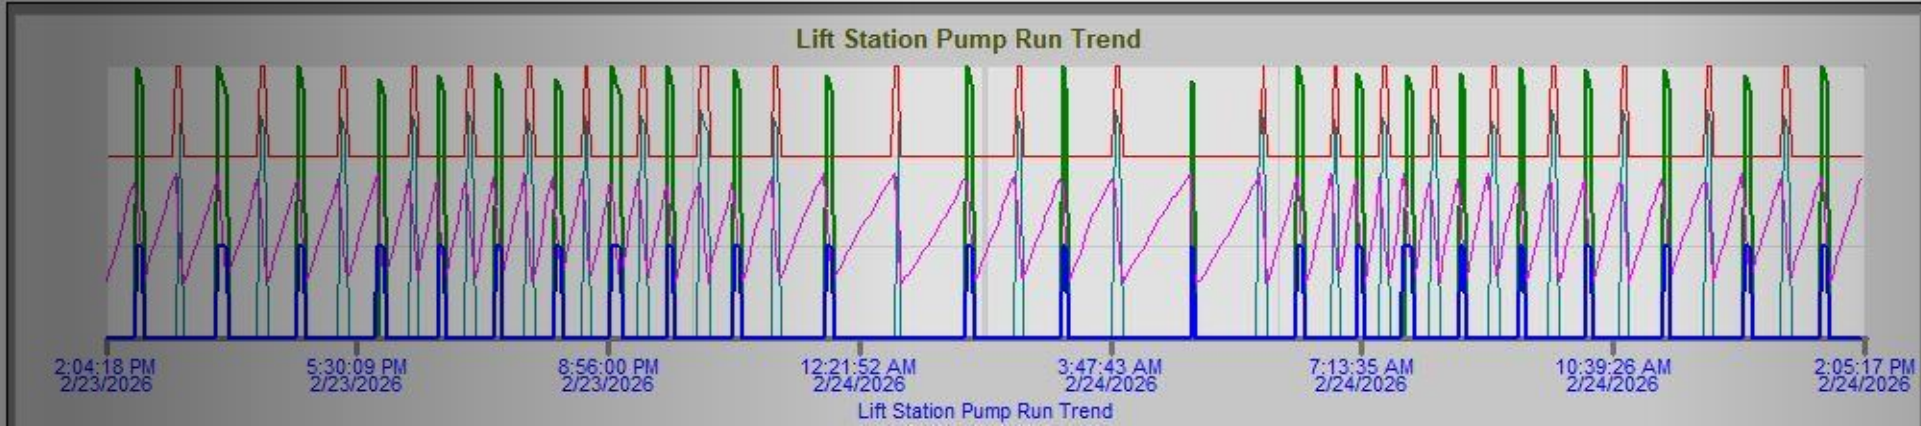 Lift Station Pump Run Trend
2:04:18 PM 5:30:09 PM 8:56:00 PM 12:21:52 AM 3:47:43 AM 7:13:35 AM 10:39:26 AM 2:05:17 PM
2/23/2026 2/23/2026 2/23/2026 2/24/2026 2/24/2026 2/24/2026 2/24/2026 2/24/2026
Lift Station Pump Run Trend